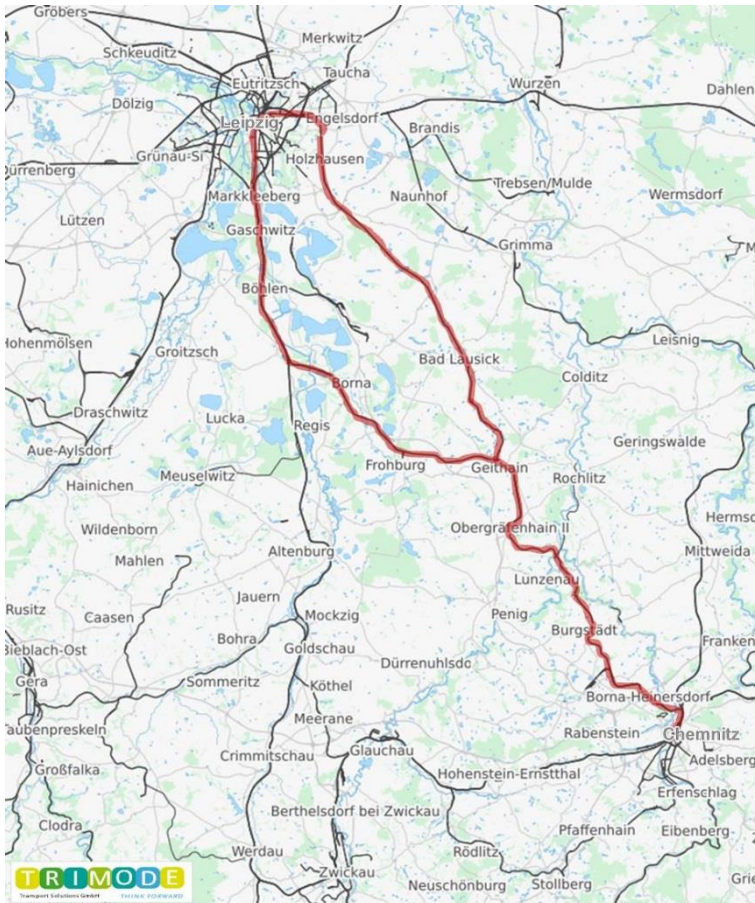 Gröbers
Merkwitz
Schkeuditz
Taucha
Eutritzsch
Wurzen
Dahlen
Dölzig
Leipzig
Engelsdorf
Brandis
Grünau-Si
Holzhausen
Dürrenberg
Trebsen/Mulde
Markkleeberg
Naunhof
Wermsdorf
Lützen
Gaschwitz
Grimma
M
Böhlen
Hohenmölsen
Leisnig
Groitzsch
Bad Lausick
Colditz
Borna
Draschwitz
Lucka
Regis
Geringswalde
Aue-Aylsdorf
Frohburg
Geithain
Meuselwitz
Rochlitz
Hainichen
Hermsd
Wildenborn
Obergräfenhain II
Altenburg
Mittweida
Mahlen
Lunzenau
Jauern
Rusitz
Caasen
Mockzig
Penig
Burgstädt
Bieblach-Ost
Bohra
Goldschau
Franken
Dürrenuhlsdo
Gera
Sommeritz
Köthel
Borna-Heinersdorf
Meerane
Taubenpreskeln
Rabenstein
Chemnitz
Glauchau
Crimmitschau
Adelsberg
Großfalka
Hohenstein-Ernstthal
Erfenschlag
Berthelsdorf bei Zwickau
Clodra
Pfaffenhain
Eibenberg
Werdau
Rödlitz
Zwickau
Stollberg
Neuschönburg
Grie
TRIMODE
Transport Solutions GmbH THINK FORWARD